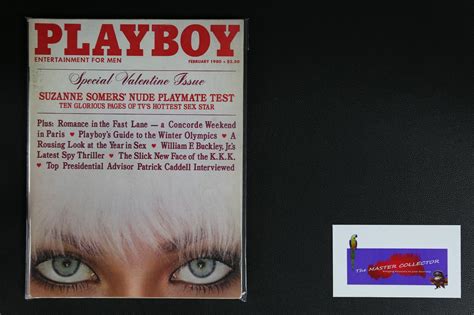 PLAYBOY
ENTERTAINMENT FOR MEN
FEBRUARY 1980 • $2.50
Special Valentine Issue
SUZANNE SOMERS' NUDE PLAYMATE TEST
TEN GLORIOUS PAGES OF TV'S HOTTEST SEX STAR
Plus: Romance in the Fast Lane — a Concorde Weekend
in Paris ♥ Playboy's Guide to the Winter Olympics ♥ A
Rousing Look at the Year in Sex ♥ William F. Buckley, Jr.'s
Latest Spy Thriller ♥ The Slick New Face of the K.K.K.
♥ Top Presidential Advisor Patrick Caddell Interviewed
The MASTER COLLECTOR